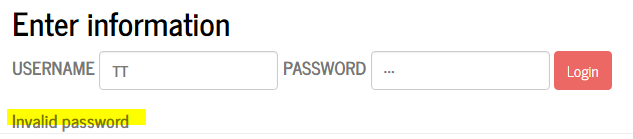 Enter information
USERNAME TT PASSWORD ... Login
Invalid password